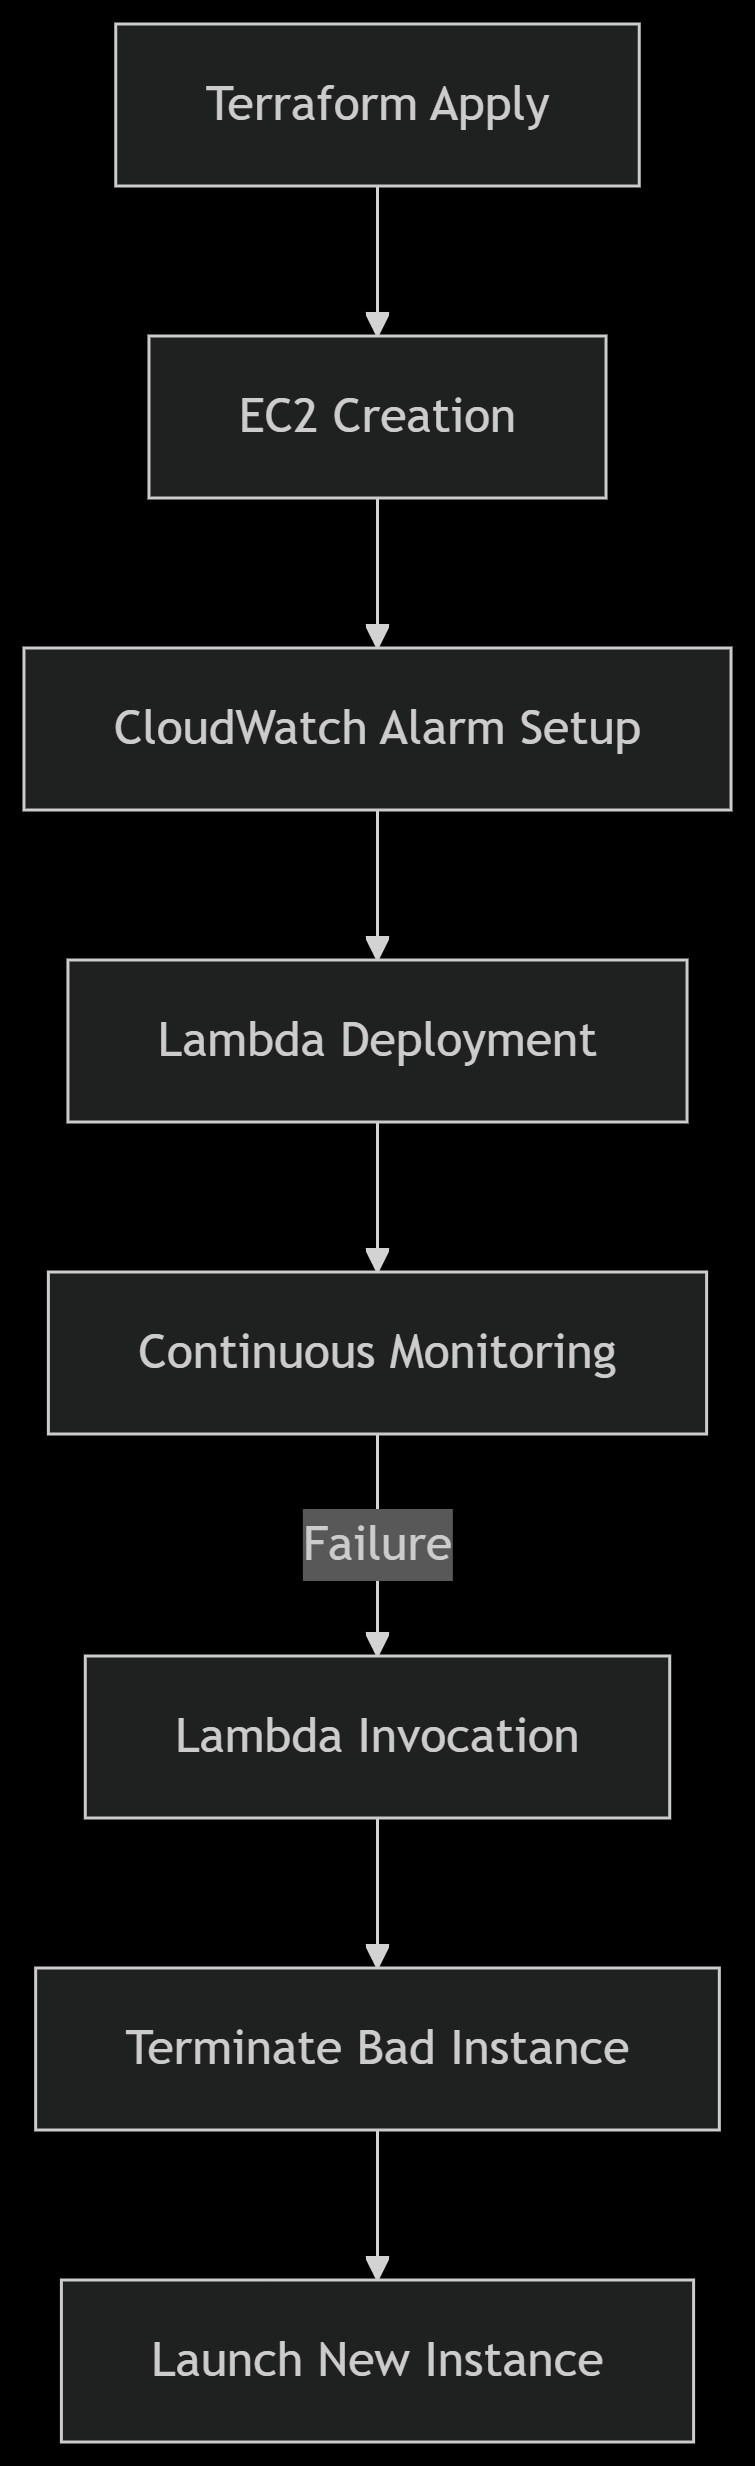 Terraform Apply
EC2 Creation
CloudWatch Alarm Setup
Lambda Deployment
Continuous Monitoring
Failure
Lambda Invocation
Terminate Bad Instance
Launch New Instance